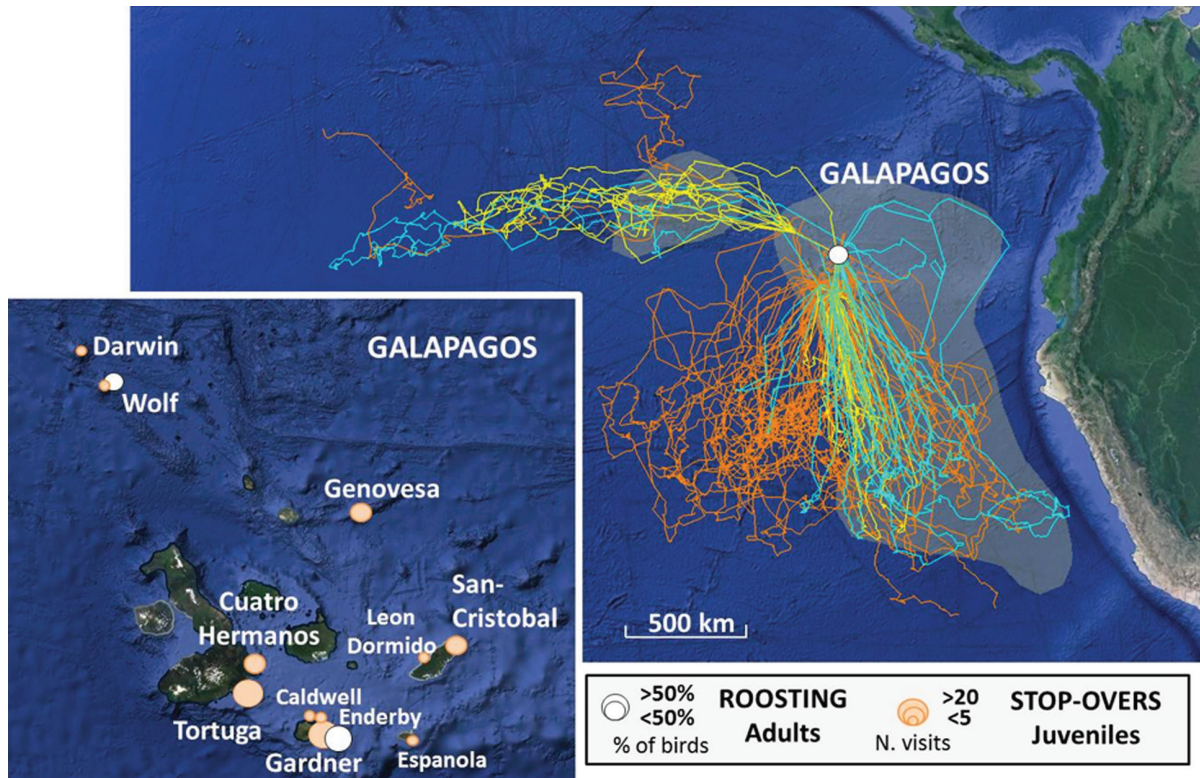 GALAPAGOS
500 km
GALAPAGOS
Darwin
Wolf
Genovesa
San-
Cristobal
Cuatro
Hermanos
Leon
Dormido
Caldwell
Enderby
Tortuga
Gardner
Espanola
>50%
<50%
% of birds
ROOSTING
Adults
>20
<5
N. visits
STOP-OVERS
Juveniles